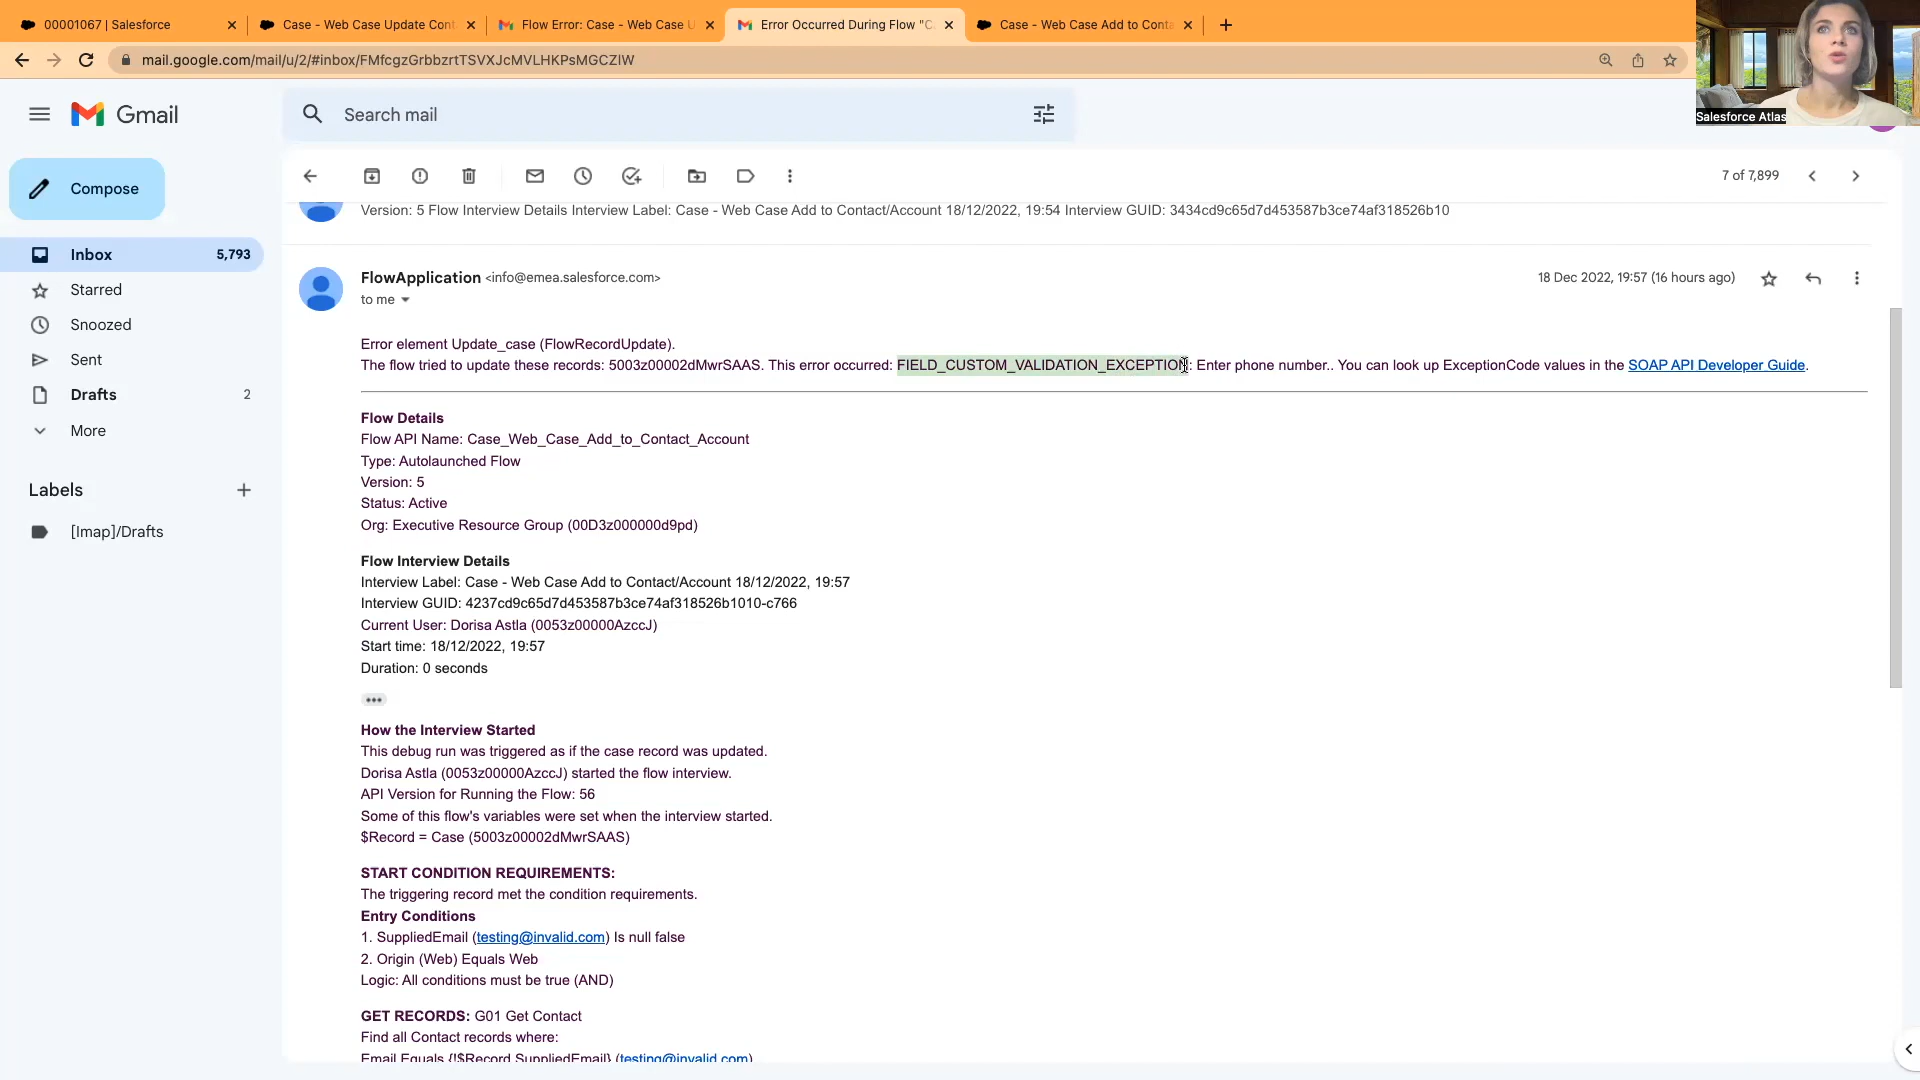 00001067 | Salesforce
Case - Web Case Update Cont
Flow Error: Case - Web Case U
Error Occurred During Flow "C
Case - Web Case Add to Conta
mail.google.com/mail/u/2/#inbox/FMfcgzGrbbzrtTSVXJcMVLHKPsMGCZlW
Salesforce Atlas
Gmail
Search mail
Compose
7 of 7,899
Inbox 5,793
Starred
Snoozed
Sent
Drafts 2
More
Labels
[Imap]/Drafts
Version: 5 Flow Interview Details Interview Label: Case - Web Case Add to Contact/Account 18/12/2022, 19:54 Interview GUID: 3434cd9c65d7d453587b3ce74af318526b10
FlowApplication <info@emea.salesforce.com> 18 Dec 2022, 19:57 (16 hours ago)
to me
Error element Update_case (FlowRecordUpdate).
The flow tried to update these records: 5003z00002dMwrSAAS. This error occurred: FIELD_CUSTOM_VALIDATION_EXCEPTION: Enter phone number.. You can look up ExceptionCode values in the SOAP API Developer Guide.
Flow Details
Flow API Name: Case_Web_Case_Add_to_Contact_Account
Type: Autolaunched Flow
Version: 5
Status: Active
Org: Executive Resource Group (00D3z000000d9pd)
Flow Interview Details
Interview Label: Case - Web Case Add to Contact/Account 18/12/2022, 19:57
Interview GUID: 4237cd9c65d7d453587b3ce74af318526b1010-c766
Current User: Dorisa Astla (0053z00000AzccJ)
Start time: 18/12/2022, 19:57
Duration: 0 seconds
How the Interview Started
This debug run was triggered as if the case record was updated.
Dorisa Astla (0053z00000AzccJ) started the flow interview.
API Version for Running the Flow: 56
Some of this flow's variables were set when the interview started.
$Record = Case (5003z00002dMwrSAAS)
START CONDITION REQUIREMENTS:
The triggering record met the condition requirements.
Entry Conditions
1. SuppliedEmail (testing@invalid.com) Is null false
2. Origin (Web) Equals Web
Logic: All conditions must be true (AND)
GET RECORDS: G01 Get Contact
Find all Contact records where:
Email Equals {!$Record.SuppliedEmail} (testing@invalid.com)